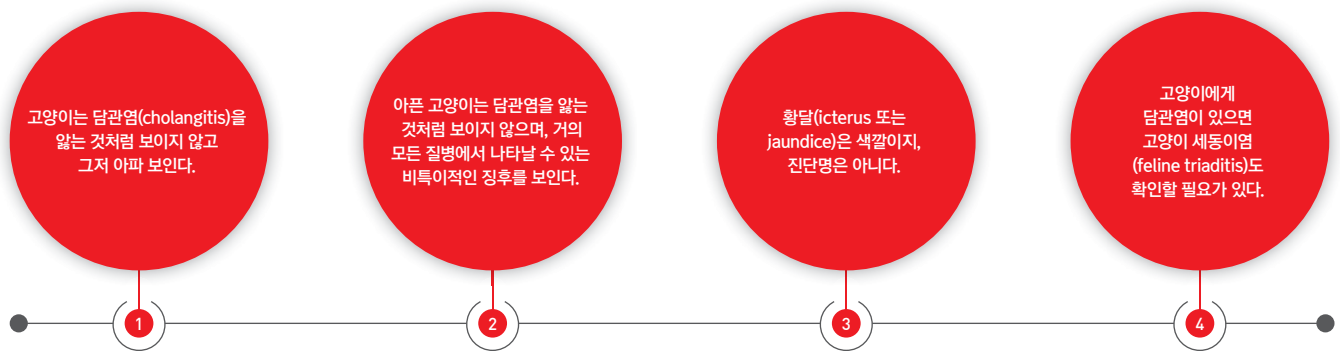 고양이는 담관염(cholangitis)을
앓는 것처럼 보이지 않고
그저 아파 보인다.
아픈 고양이는 담관염을 앓는
것처럼 보이지 않으며, 거의
모든 질병에서 나타날 수 있는
비특이적인 징후를 보인다.
황달(icterus 또는
jaundice)은 색깔이지,
진단명은 아니다.
고양이에게
담관염이 있으면
고양이 세동이염
(feline triaditis)도
확인할 필요가 있다.
1
2
3
4